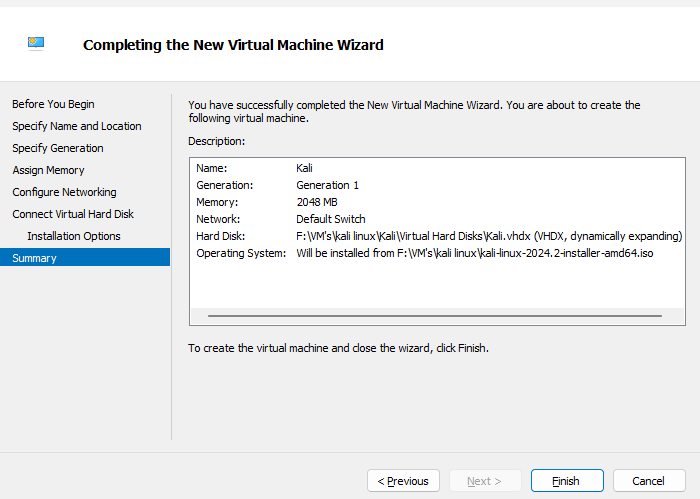 Completing the New Virtual Machine Wizard
Before You Begin
Specify Name and Location
Specify Generation
Assign Memory
Configure Networking
Connect Virtual Hard Disk
Installation Options
Summary
You have successfully completed the New Virtual Machine Wizard. You are about to create the
following virtual machine.
Description:
Name: Kali
Generation: Generation 1
Memory: 2048 MB
Network: Default Switch
Hard Disk: F:\VM's\kali linux\Kali\Virtual Hard Disks\Kali.vhdx (VHDX, dynamically expanding)
Operating System: Will be installed from F:\VM's\kali linux\kali-linux-2024.2-installer-amd64.iso
To create the virtual machine and close the wizard, click Finish.
< Previous Next > Finish Cancel